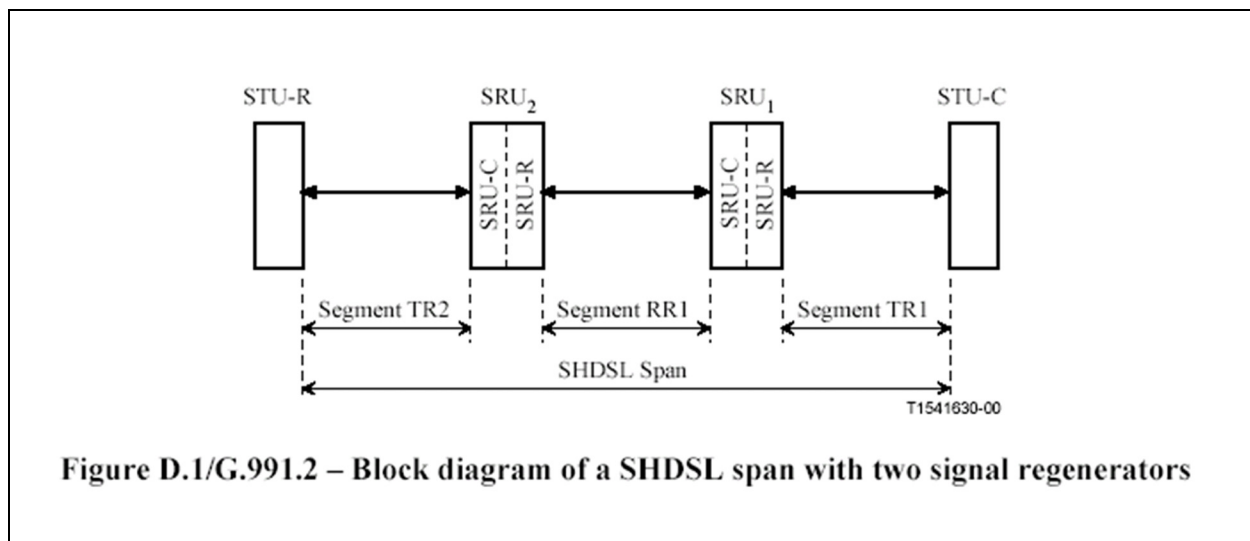 STU-R SRU2 SRU1 STU-C
SRU-C SRU-R SRU-C SRU-R
Segment TR2 Segment RR1 Segment TR1
SHDSL Span
T1541630-00
Figure D.1/G.991.2 – Block diagram of a SHDSL span with two signal regenerators